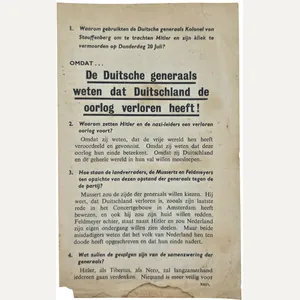 1. Waarom gebruikten de Duitsche generaals Kolonel von
Stauffenberg om te trachten Hitler en zijn kliek te
vermoorden op Donderdag 20 Juli?
OMDAT...
De Duitsche generaals
weten dat Duitschland de
oorlog verloren heeft!
2. Waarom zetten Hitler en de nazi-leiders een verloren
oorlog voort?
Omdat zij weten, dat de vrije wereld hen heeft
veroordeeld en gevonnist. Omdat zij weten dat deze
oorlog hun einde beteekent. Omdat zij Duitschland
en de geheele wereld in hun val willen meesleepen.
3. Hoe staan de landverraders, de Musserts en Feldmeyers
ten opzichte van dezen opstand der generaals tegen de
de partij?
Mussert zou de zijde der generaals willen kiezen. Hij
weet, dat Duitschland verloren is, zooals zijn laatste
rede in het Concertgebouw in Amsterdam heeft
bewezen, en ook hij zou zijn huid willen redden.
Feldmeyer echter, staat naast Hitler en zou Nederland
zijn eigen ondergang willen zien deelen. Maar beide
misdadigers weten dat het volk van Nederland hen ten
doode heeft opgeschreven en dat hun einde nadert.
4. Wat zullen de gevolgen zijn van de samenzwering der
generaals?
Hitler, als Tiberius, als Nero, zal langzamerhand
iedereen gaan verdenken. Niemand is meer veilig voor